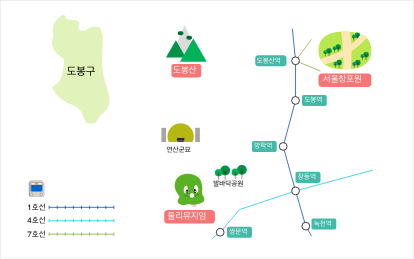 도봉구
도봉산
도봉산역
서울창포원
도봉역
연산군묘
방학역
발바닥공원
창동역
둘리뮤지엄
쌍문역
녹천역
1호선
4호선
7호선